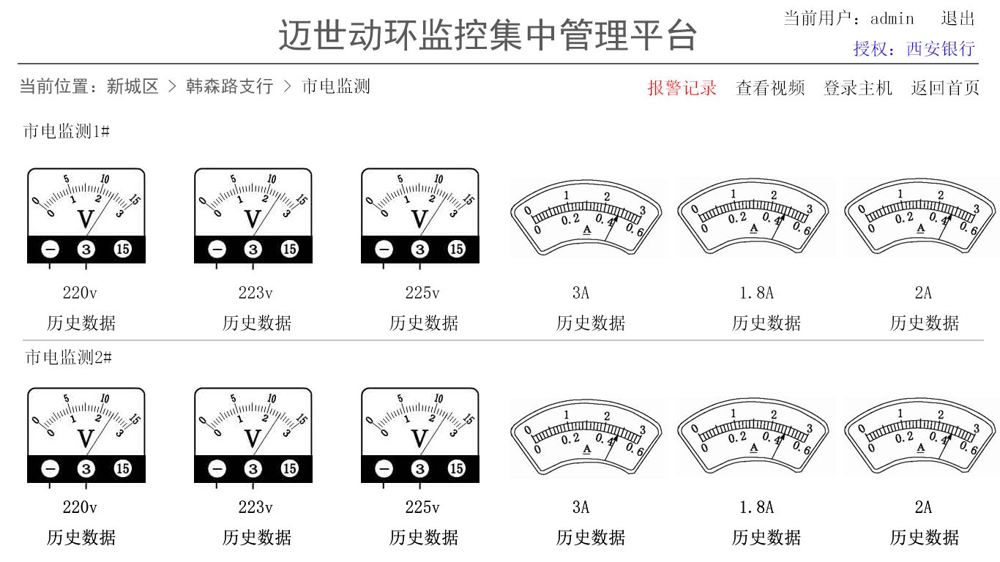 迈世动环监控集中管理平台
当前用户：admin 退出
授权：西安银行
当前位置：新城区 > 韩森路支行 > 市电监测
报警记录 查看视频 登录主机 返回首页
市电监测1#
5 10 5 10 5 10
0 1 2 15 0 1 2 15 0 1 2 15 0 1 2 3 0 1 2 3 0 1 2 3
0 V 3 0 V 3 0 V 3 0 0.2 0.4 0.6 0 0.2 0.4 0.6 0 0.2 0.4 0.6
A A A
− 3 15 − 3 15 − 3 15
220v 223v 225v 3A 1.8A 2A
历史数据 历史数据 历史数据 历史数据 历史数据 历史数据
市电监测2#
5 10 5 10 5 10
0 1 2 15 0 1 2 15 0 1 2 15 0 1 2 3 0 1 2 3 0 1 2 3
0 V 3 0 V 3 0 V 3 0 0.2 0.4 0.6 0 0.2 0.4 0.6 0 0.2 0.4 0.6
A A A
− 3 15 − 3 15 − 3 15
220v 223v 225v 3A 1.8A 2A
历史数据 历史数据 历史数据 历史数据 历史数据 历史数据